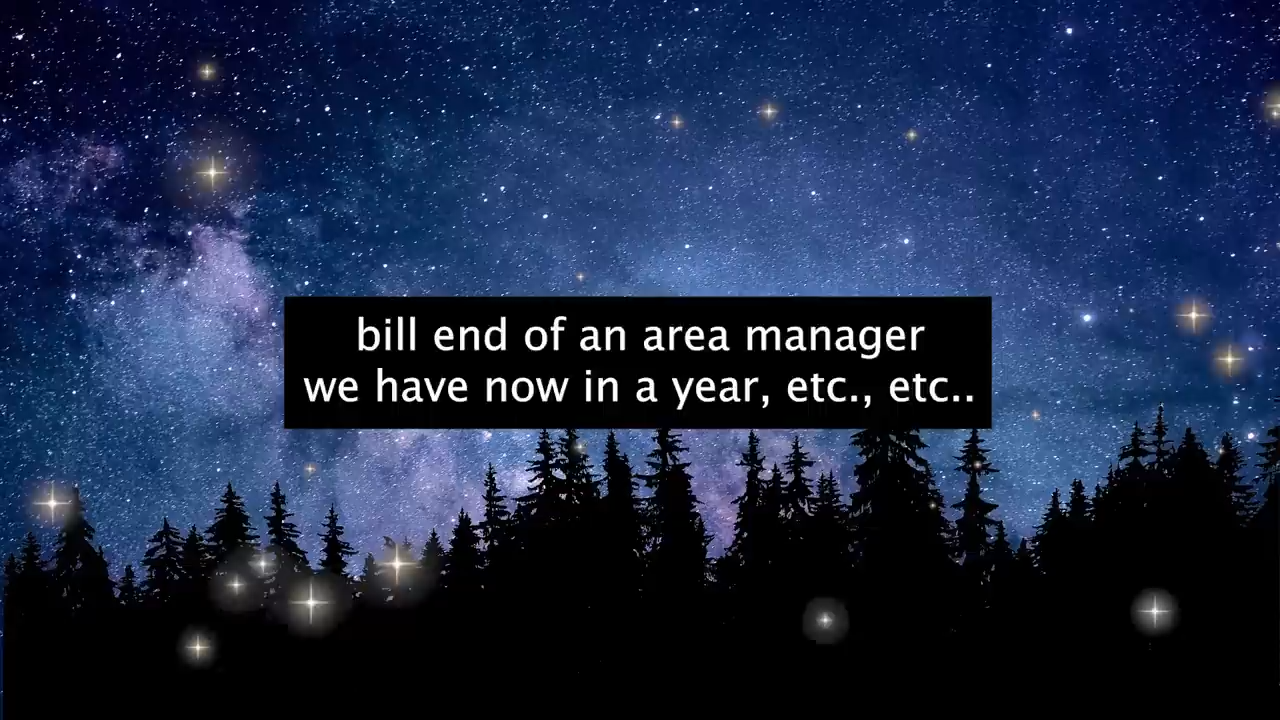 bill end of an area manager
we have now in a year, etc., etc..